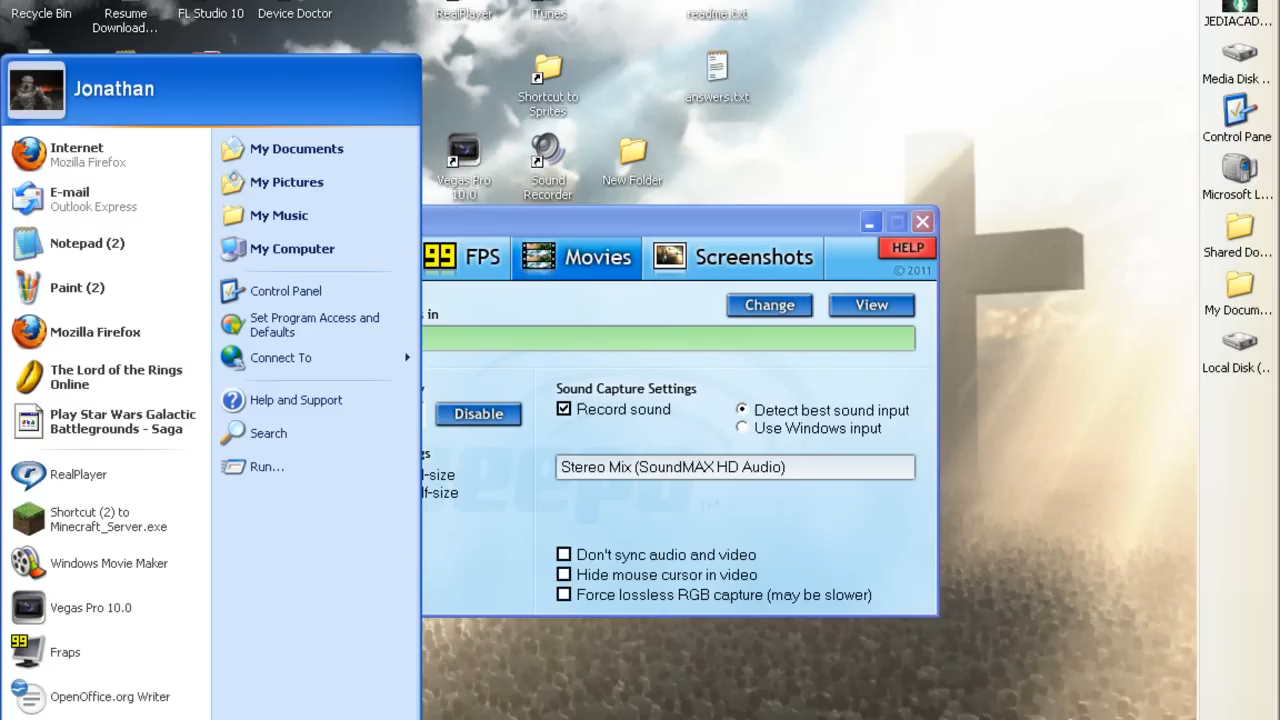 Recycle Bin
Resume
Download...
FL Studio 10
Device Doctor
RealPlayer
iTunes
readme.txt
Shortcut to
Sprites
answers.txt
Vegas Pro
10.0
Sound
Recorder
New Folder
JEDIACAD...
Media Disk ...
Control Pane
Microsoft L...
Shared Do...
My Docum...
Local Disk (...
Jonathan
Internet
Mozilla Firefox
E-mail
Outlook Express
Notepad (2)
Paint (2)
Mozilla Firefox
The Lord of the Rings
Online
Play Star Wars Galactic
Battlegrounds - Saga
RealPlayer
Shortcut (2) to
Minecraft_Server.exe
Windows Movie Maker
Vegas Pro 10.0
99
Fraps
OpenOffice.org Writer
My Documents
My Pictures
My Music
My Computer
Control Panel
Set Program Access and
Defaults
Connect To
Help and Support
Search
Run...
99 FPS
Movies
Screenshots
HELP
© 2011
s in
Change
View
Disable
gs
l-size
lf-size
Sound Capture Settings
Record sound
Detect best sound input
Use Windows input
Stereo Mix (SoundMAX HD Audio)
Don't sync audio and video
Hide mouse cursor in video
Force lossless RGB capture (may be slower)